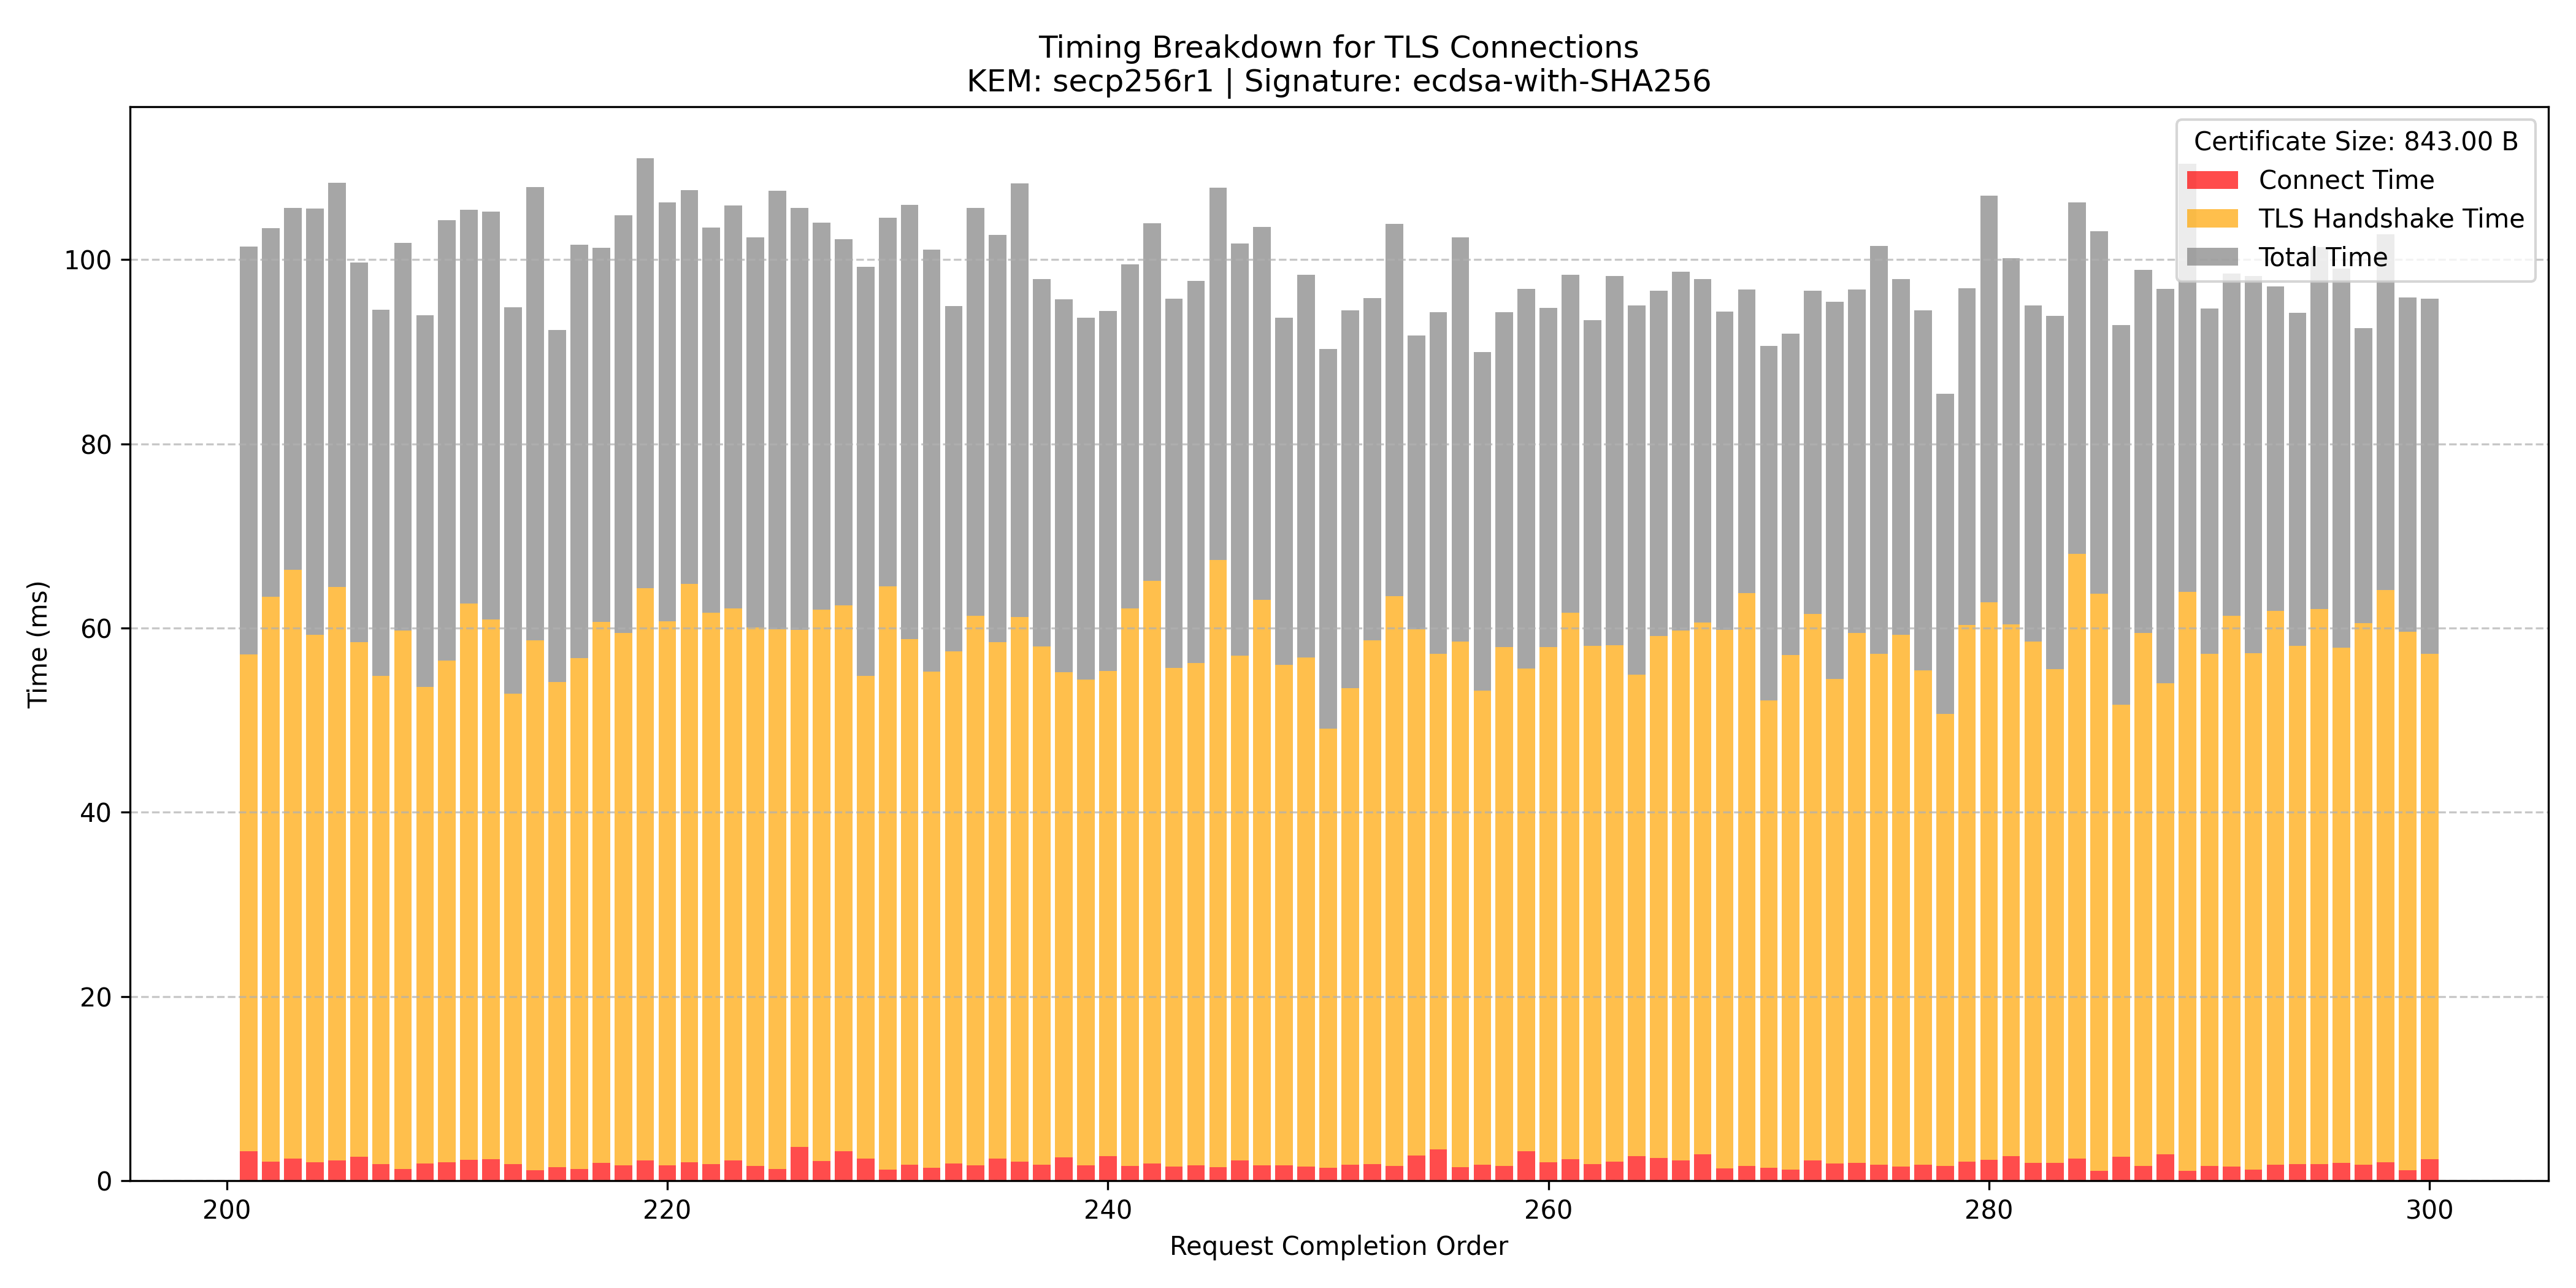 Timing Breakdown for TLS Connections
KEM: secp256r1 | Signature: ecdsa-with-SHA256
Certificate Size: 843.00 B
Connect Time
TLS Handshake Time
Total Time
Time (ms)
100
80
60
40
20
0
200 220 240 260 280 300
Request Completion Order